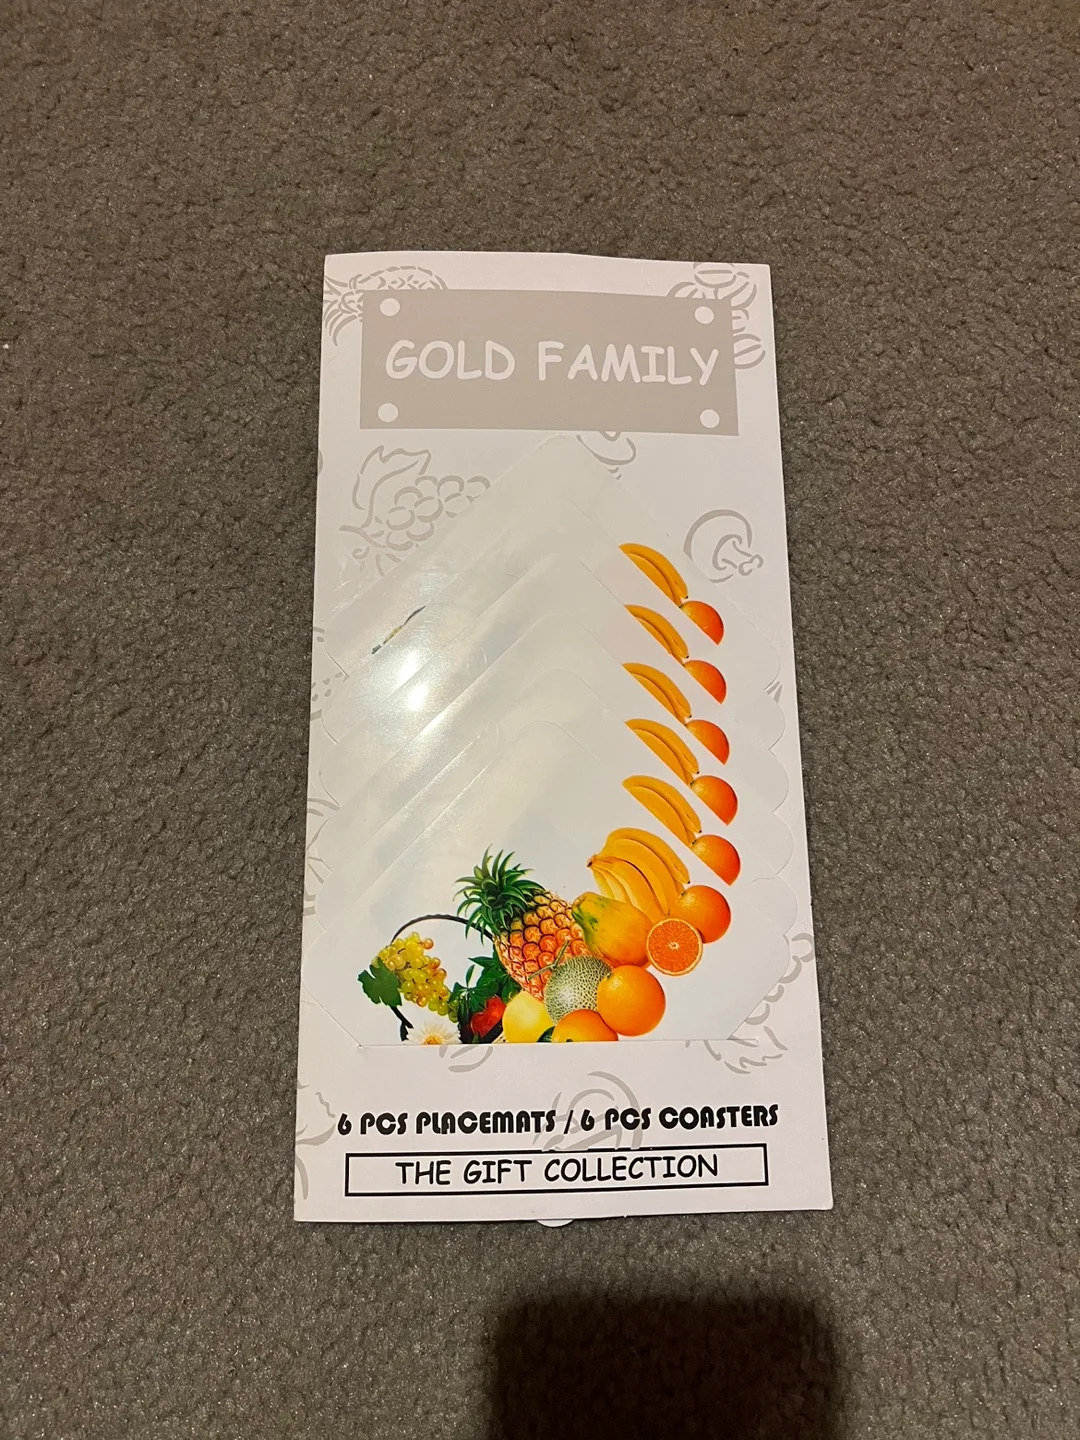 GOLD FAMILY
6 PCS PLACEMATS / 6 PCS COASTERS
THE GIFT COLLECTION